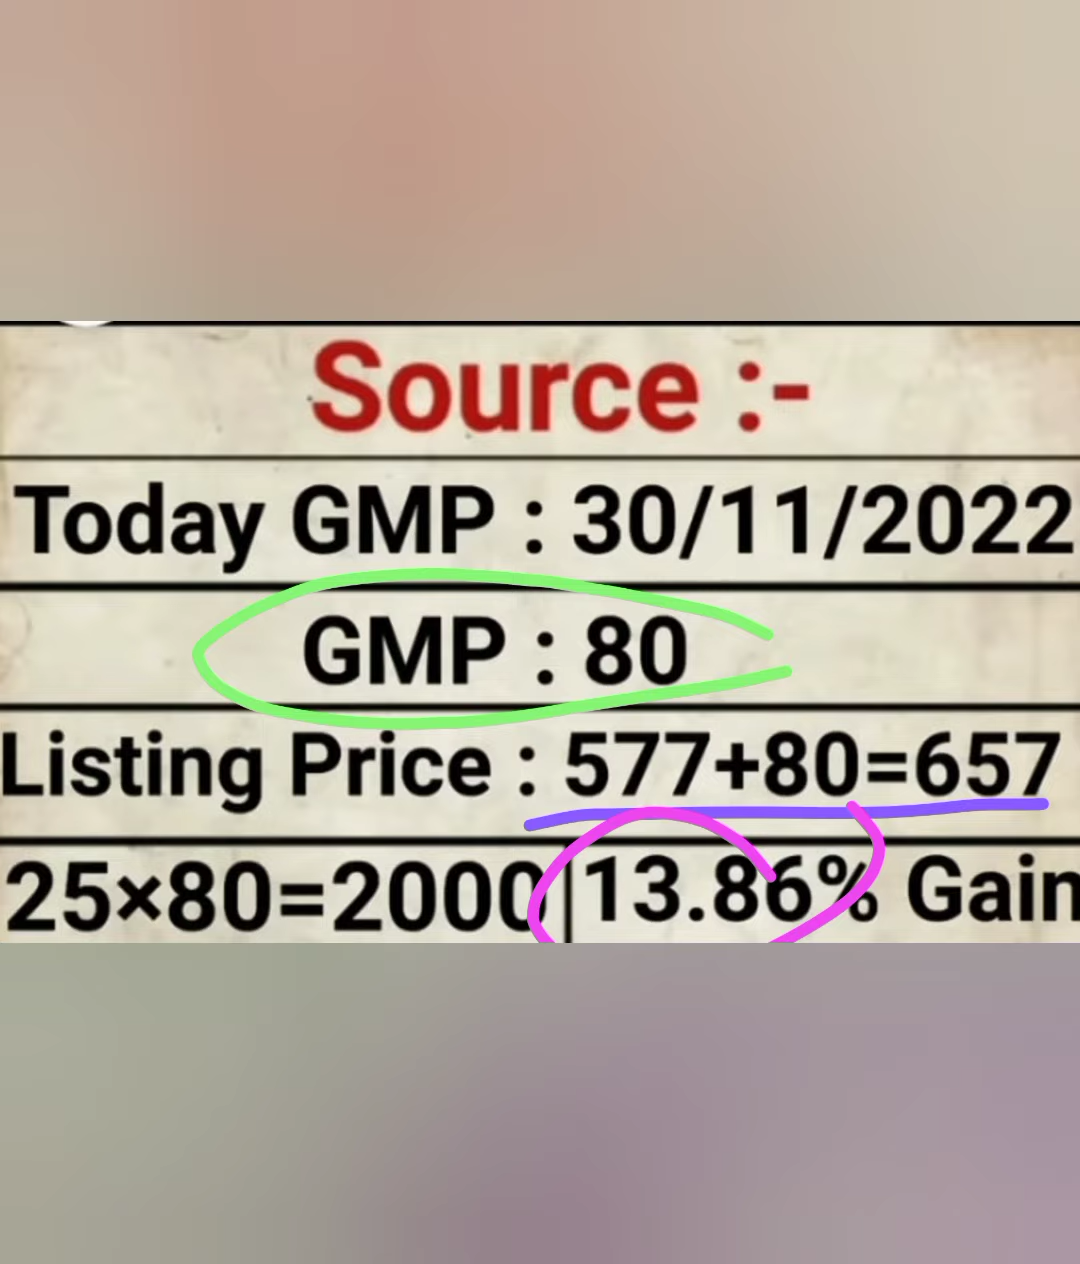 Source :-
Today GMP : 30/11/2022
GMP : 80
Listing Price : 577+80=657
25×80=2000 13.86% Gain